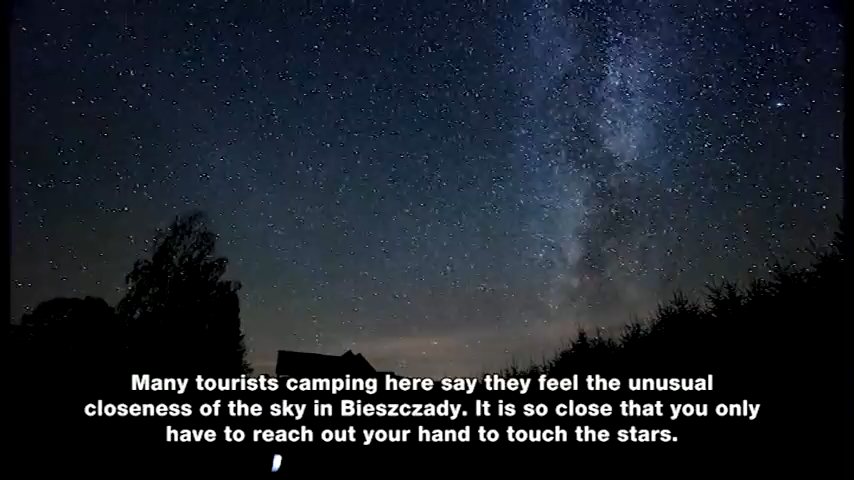 Many tourists camping here say they feel the unusual
closeness of the sky in Bieszczady. It is so close that you only
have to reach out your hand to touch the stars.